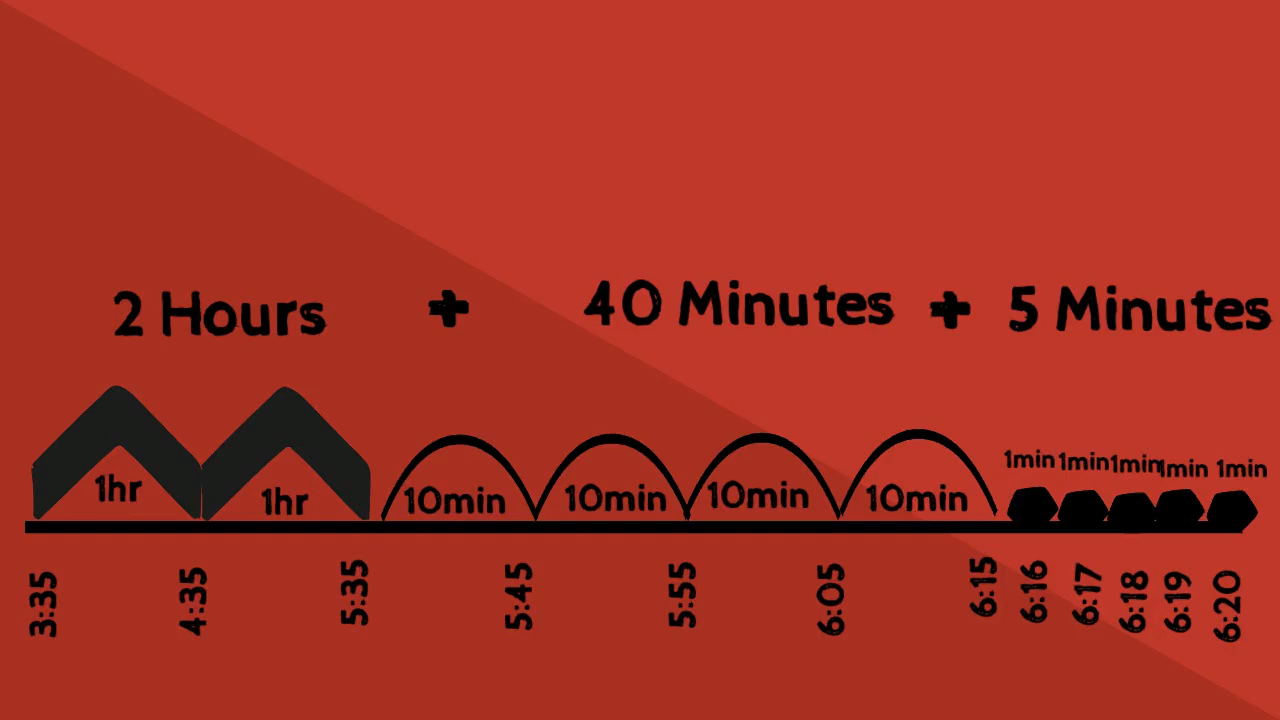 2 Hours + 40 Minutes + 5 Minutes
1hr 1hr 10min 10min 10min 10min 1min 1min 1min 1min 1min
3:35 4:35 5:35 5:45 5:55 6:05 6:15 6:16 6:17 6:18 6:19 6:20